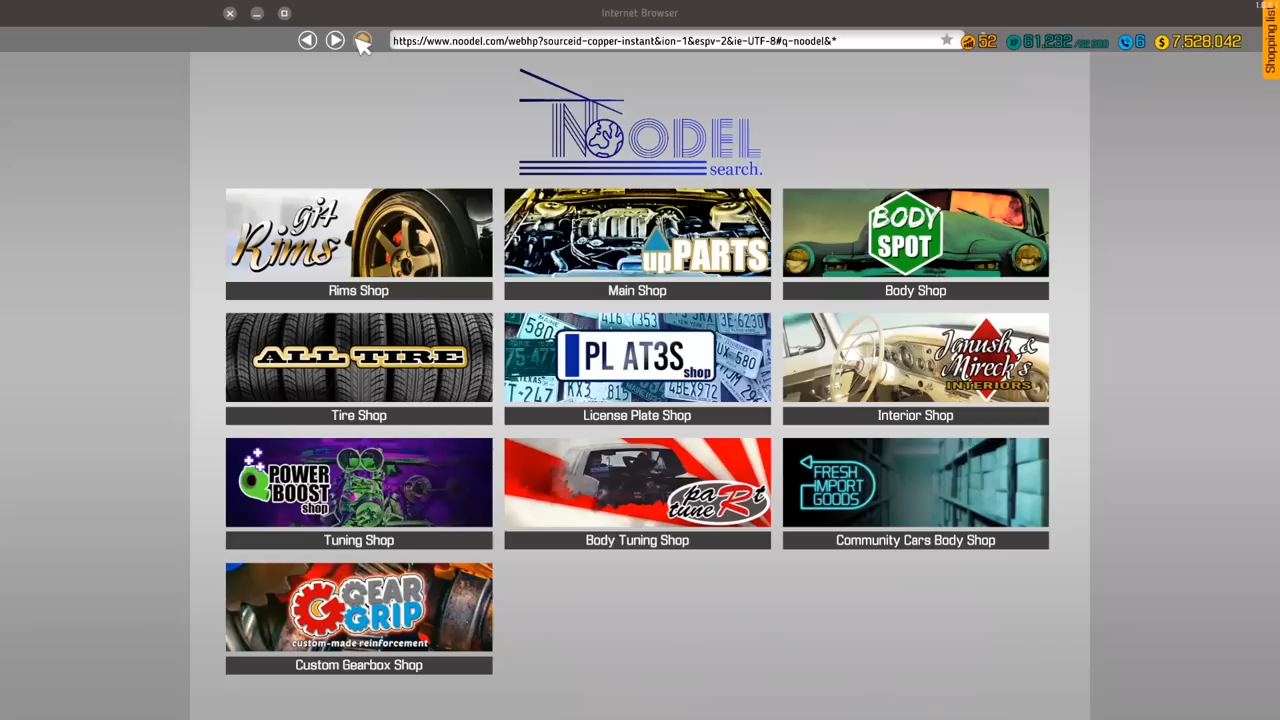 Internet Browser
https://www.noodel.com/webhp?sourceid-copper-instant&ion-1&espv-2&ie-UTF-8#q-noodel&*
52
61,232
6
7,528,042
Shopping list
NOODEL
search.
gj4
Rims
up PARTS
BODY
SPOT
Rims Shop
Main Shop
Body Shop
ALL TIRE
PL AT3S
shop
Janush &
Mireck's
INTERIORS
Tire Shop
License Plate Shop
Interior Shop
POWER
BOOST
shop
paRt
tune
FRESH
IMPORT
GOODS
Tuning Shop
Body Tuning Shop
Community Cars Body Shop
GEAR
GRIP
custom-made reinforcement
Custom Gearbox Shop